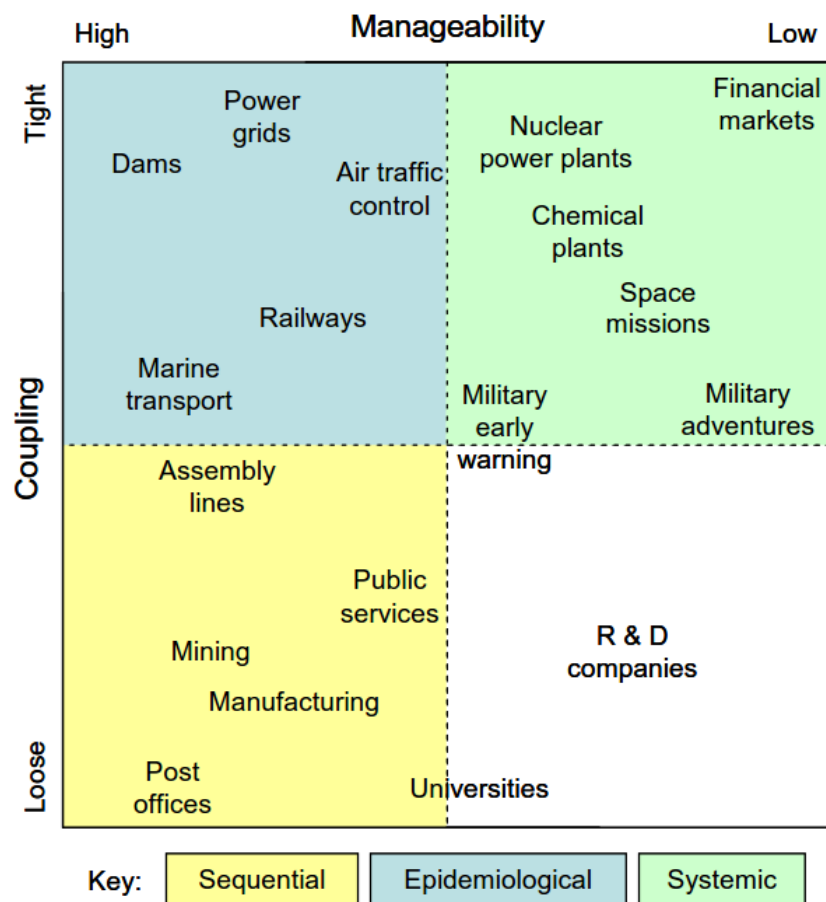 High
Manageability
Low
Tight
Coupling
Loose
Power
grids
Dams
Air traffic
control
Railways
Marine
transport
Financial
markets
Nuclear
power plants
Chemical
plants
Space
missions
Military
early
warning
Military
adventures
Assembly
lines
Public
services
Mining
Manufacturing
Post
offices
Universities
R & D
companies
Key:
Sequential
Epidemiological
Systemic